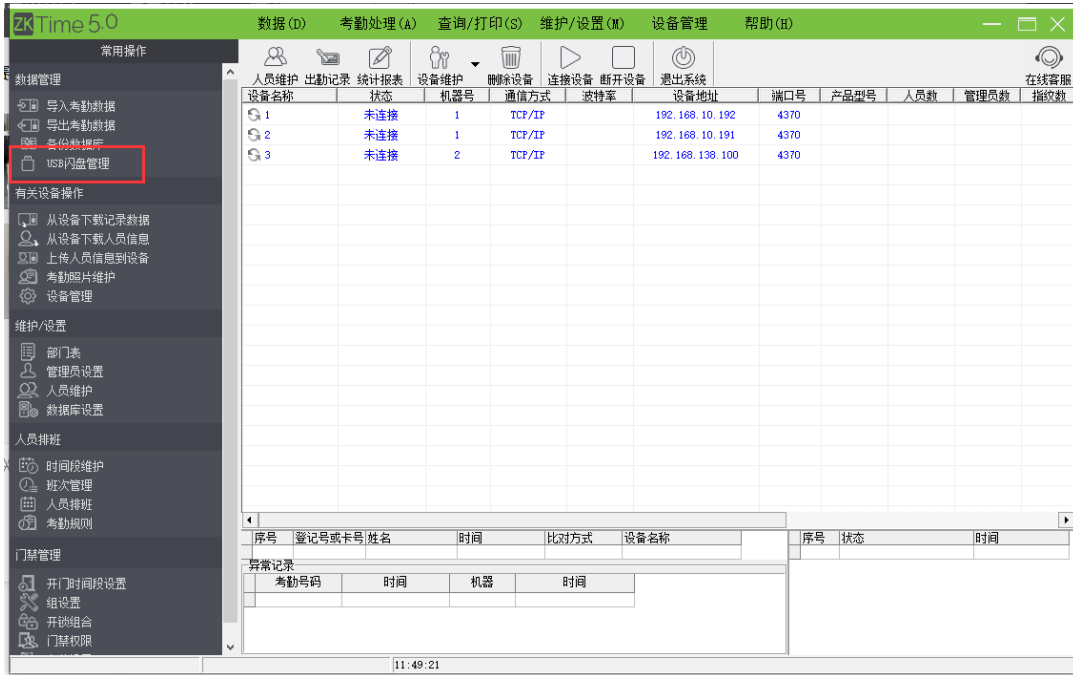 ZKTime 5.0 数据(D) 考勤处理(A) 查询/打印(S) 维护/设置(M) 设备管理 帮助(H)
常用操作
数据管理
导入考勤数据
导出考勤数据
备份数据库
USB闪盘管理
有关设备操作
从设备下载记录数据
从设备下载人员信息
上传人员信息到设备
考勤照片维护
设备管理
维护/设置
部门表
管理员设置
人员维护
数据库设置
人员排班
时间段维护
班次管理
人员排班
考勤规则
门禁管理
开门时间段设置
组设置
开锁组合
门禁权限
人员维护 出勤记录 统计报表 设备维护 删除设备 连接设备 断开设备 退出系统 在线客服
设备名称 状态 机器号 通信方式 波特率 设备地址 端口号 产品型号 人员数 管理员数 指纹数
1 未连接 1 TCP/IP 192.168.10.192 4370
2 未连接 1 TCP/IP 192.168.10.191 4370
3 未连接 2 TCP/IP 192.168.138.100 4370
序号 登记号或卡号 姓名 时间 比对方式 设备名称 序号 状态 时间
异常记录
考勤号码 时间 机器 时间
11:49:21